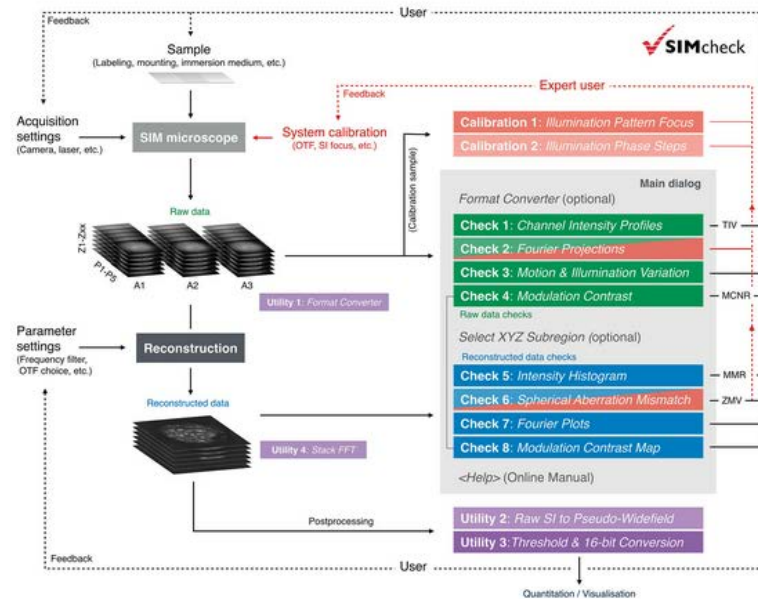 User
Feedback
Sample
(Labeling, mounting, immersion medium, etc.)
SIMcheck
Expert user
Feedback
Acquisition
settings
(Camera, laser, etc.)
SIM microscope
System calibration
(OTF, SI focus, etc.)
Calibration 1: Illumination Pattern Focus
Calibration 2: Illumination Phase Steps
(Calibration sample)
Main dialog
Format Converter (optional)
Raw data
Check 1: Channel Intensity Profiles
TIV
Check 2: Fourier Projections
Check 3: Motion & Illumination Variation
Check 4: Modulation Contrast
MCNR
Raw data checks
Z1-Zxx
P1-P5
A1
A2
A3
Utility 1: Format Converter
Select XYZ Subregion (optional)
Reconstructed data checks
Parameter
settings
(Frequency filter,
OTF choice, etc.)
Reconstruction
Check 5: Intensity Histogram
MMR
Check 6: Spherical Aberration Mismatch
ZMV
Check 7: Fourier Plots
Check 8: Modulation Contrast Map
Reconstructed data
Utility 4: Stack FFT
<Help> (Online Manual)
Postprocessing
Utility 2: Raw SI to Pseudo-Widefield
Utility 3:Threshold & 16-bit Conversion
Feedback
User
Quantitation / Visualisation